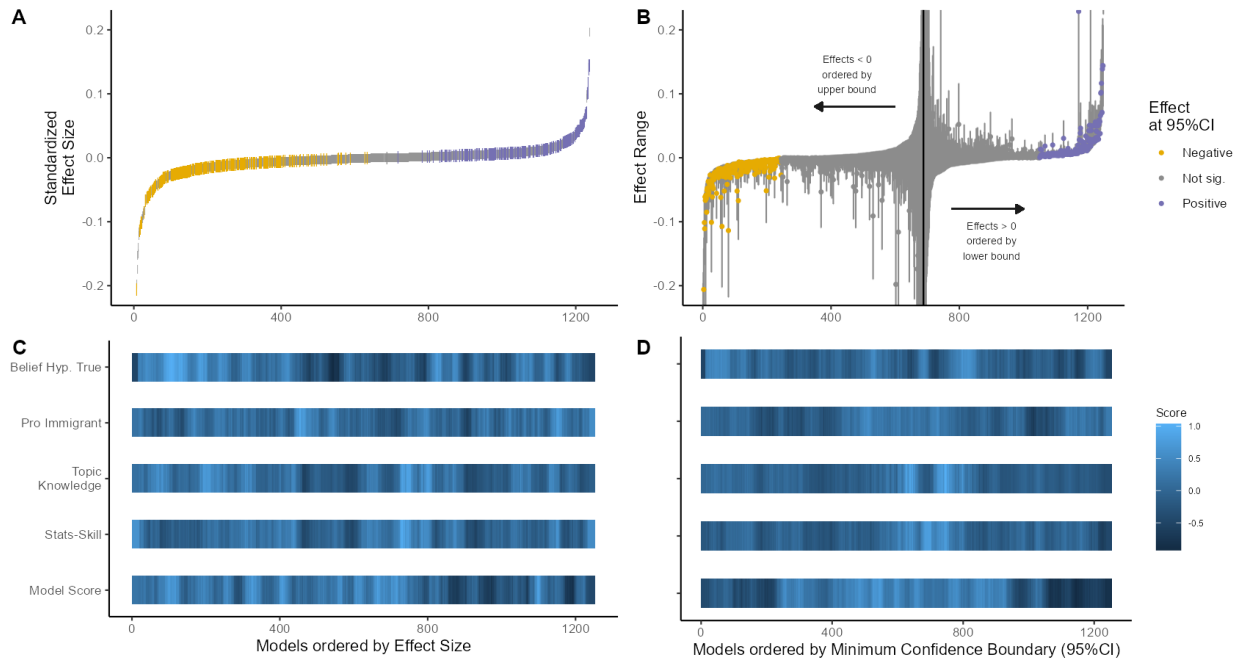 A
0.2
0.1
0.0
-0.1
-0.2
Standardized
Effect Size
0
400
800
1200
B
0.2
0.1
0.0
-0.1
-0.2
Effect Range
Effects < 0
ordered by
upper bound
Effects > 0
ordered by
lower bound
0
400
800
1200
Effect
at 95%CI
Negative
Not sig.
Positive
C
Belief Hyp. True
Pro Immigrant
Topic
Knowledge
Stats-Skill
Model Score
0
400
800
1200
Models ordered by Effect Size
D
0
400
800
1200
Models ordered by Minimum Confidence Boundary (95%CI)
Score
1.0
0.5
0.0
-0.5